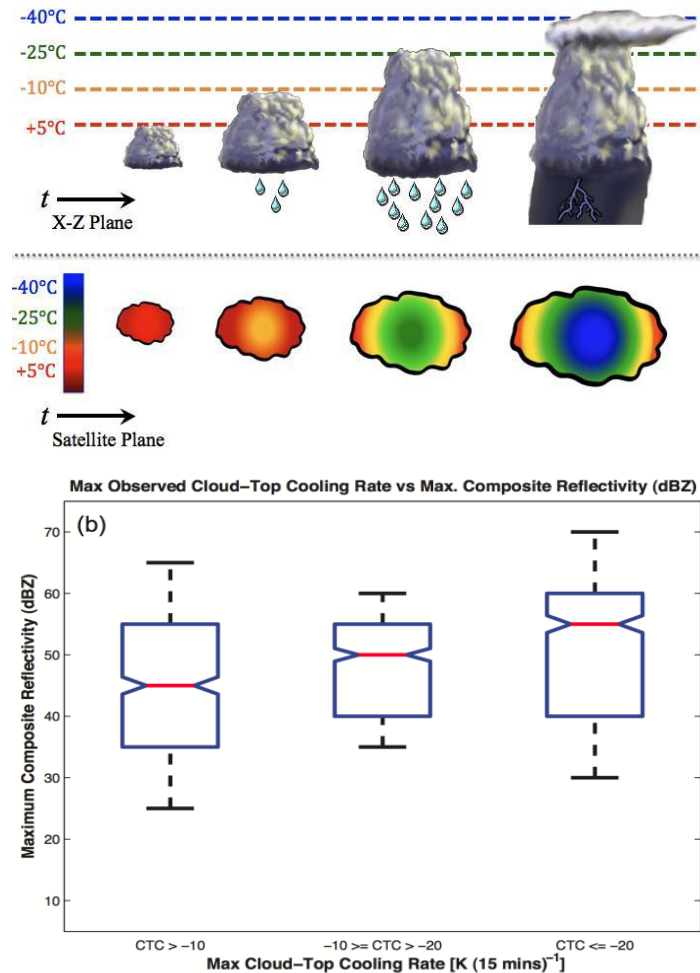 -40°C
-25°C
-10°C
+5°C
t
X-Z Plane
-40°C
-25°C
-10°C
+5°C
t
Satellite Plane
Max Observed Cloud–Top Cooling Rate vs Max. Composite Reflectivity (dBZ)
(b)
Maximum Composite Reflectivity (dBZ)
70
60
50
40
30
20
10
CTC > −10
−10 >= CTC > −20
CTC <= −20
Max Cloud−Top Cooling Rate [K (15 mins)⁻¹]